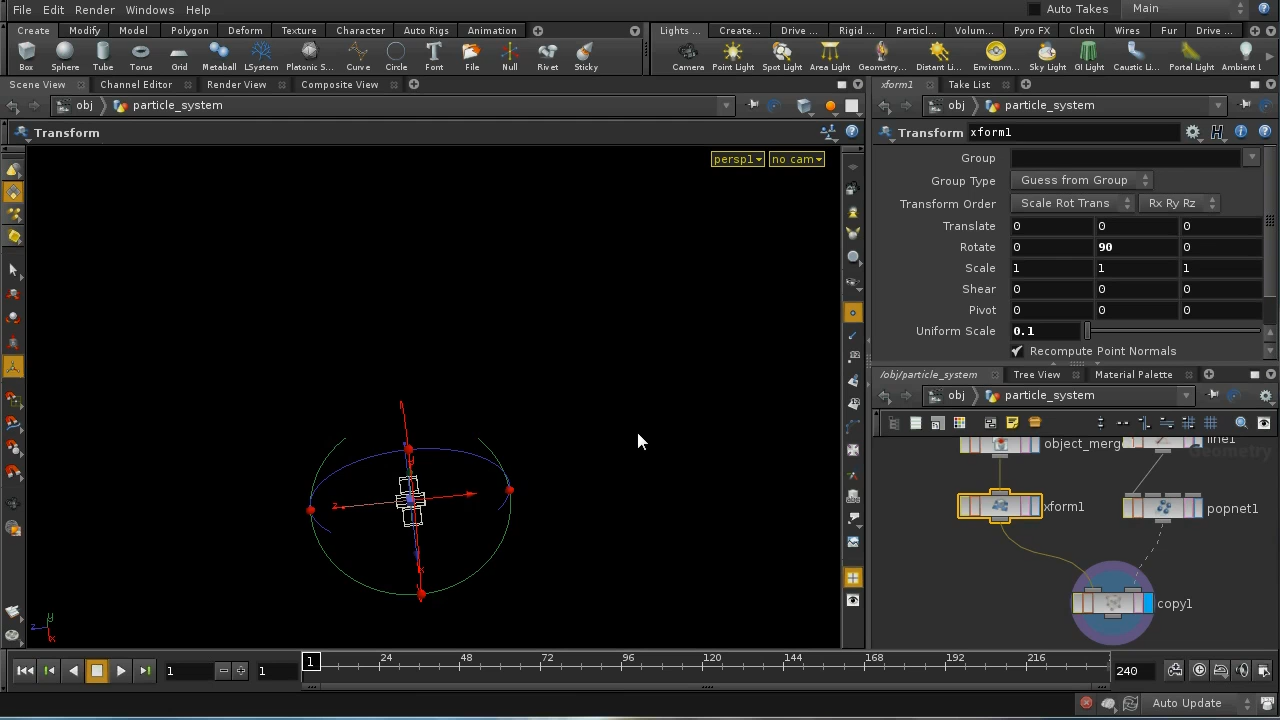 File Edit Render Windows Help Auto Takes Main
Create Modify Model Polygon Deform Texture Character Auto Rigs Animation Lights ... Create... Drive ... Rigid ... Particl... Volum... Pyro FX Cloth Wires Fur Drive ...
Box Sphere Tube Torus Grid Metaball LSystem Platonic S... Curve Circle Font File Null Rivet Sticky Camera Point Light Spot Light Area Light Geometry... Distant Li... Environm... Sky Light GI Light Caustic Li... Portal Light Ambient L
Scene View Channel Editor Render View Composite View xform1 Take List
obj particle_system obj particle_system
Transform Transform xform1
persp1 no cam
Group
Group Type Guess from Group
Transform Order Scale Rot Trans Rx Ry Rz
Translate 0 0 0
Rotate 0 90 0
Scale 1 1 1
Shear 0 0 0
Pivot 0 0 0
Uniform Scale 0.1
Recompute Point Normals
/obj/particle_system Tree View Material Palette
obj particle_system
object_merge line1
Geometry
xform1 popnet1
copy1
z
y
x
1 1 1 24 48 72 96 120 144 168 192 216 240
Auto Update